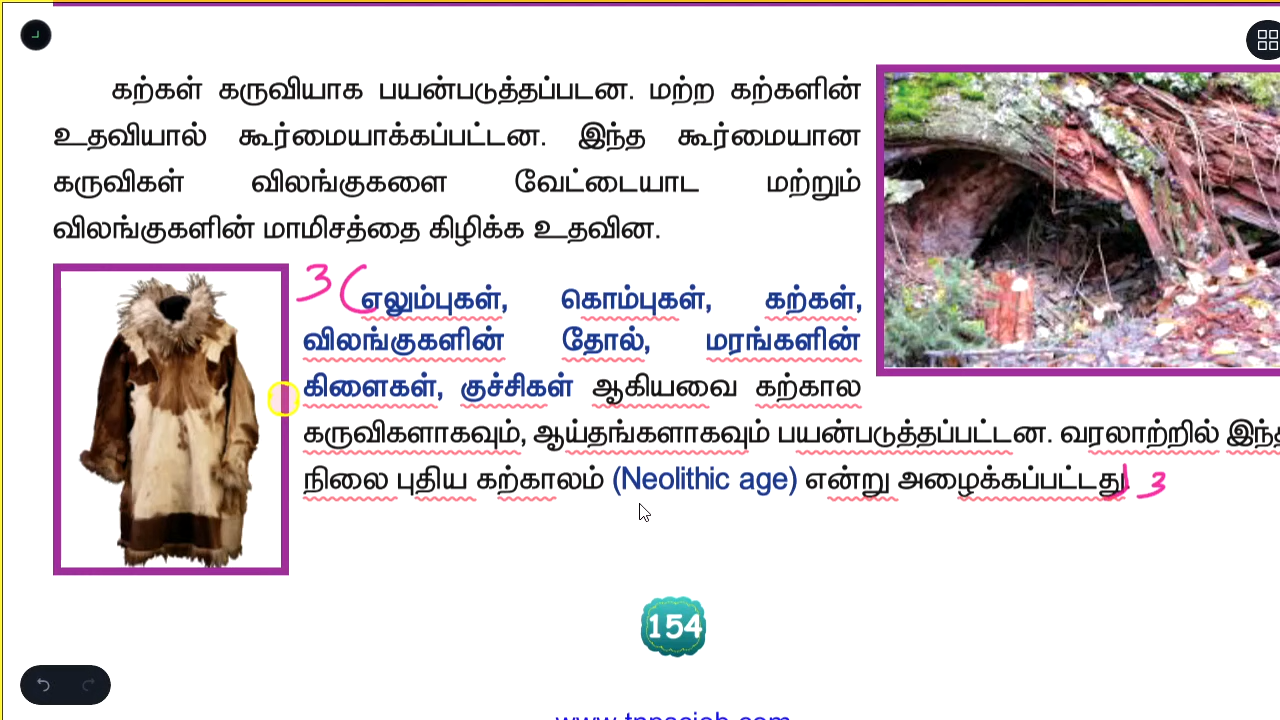 கற்கள் கருவியாக பயன்படுத்தப்படன. மற்ற கற்களின்
உதவியால் கூர்மையாக்கப்பட்டன. இந்த கூர்மையான
கருவிகள் விலங்குகளை வேட்டையாட மற்றும்
விலங்குகளின் மாமிசத்தை கிழிக்க உதவின.
3 ( எலும்புகள், கொம்புகள், கற்கள்,
விலங்குகளின் தோல், மரங்களின்
கிளைகள், குச்சிகள் ஆகியவை கற்கால
கருவிகளாகவும், ஆய்தங்களாகவும் பயன்படுத்தப்பட்டன. வரலாற்றில்
நிலை புதிய கற்காலம் (Neolithic age) என்று அழைக்கப்பட்டது ) 3
154